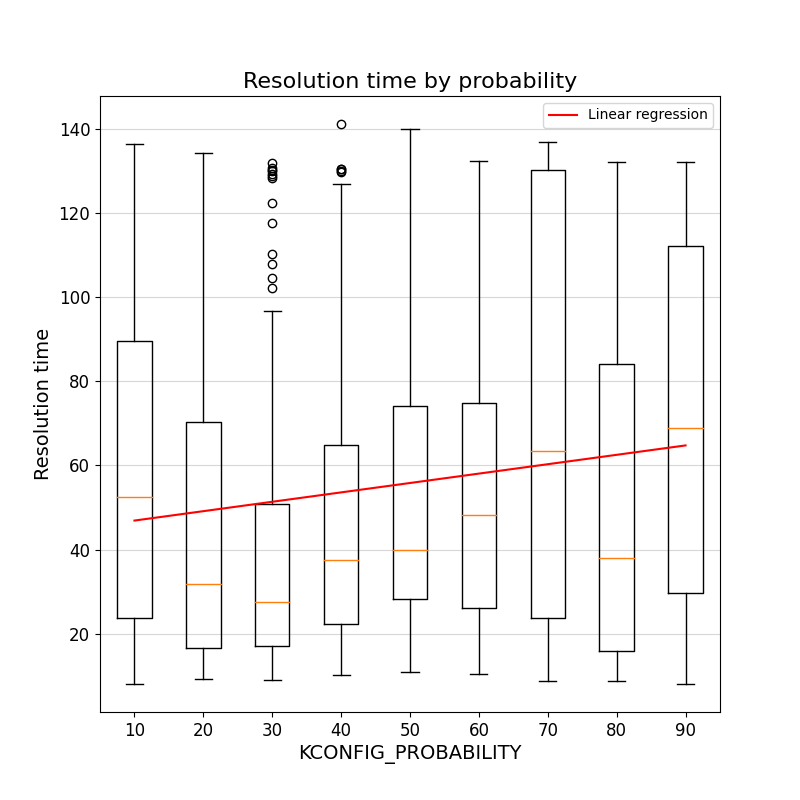 Resolution time by probability
Linear regression
Resolution time
140
120
100
80
60
40
20
10 20 30 40 50 60 70 80 90
KCONFIG_PROBABILITY